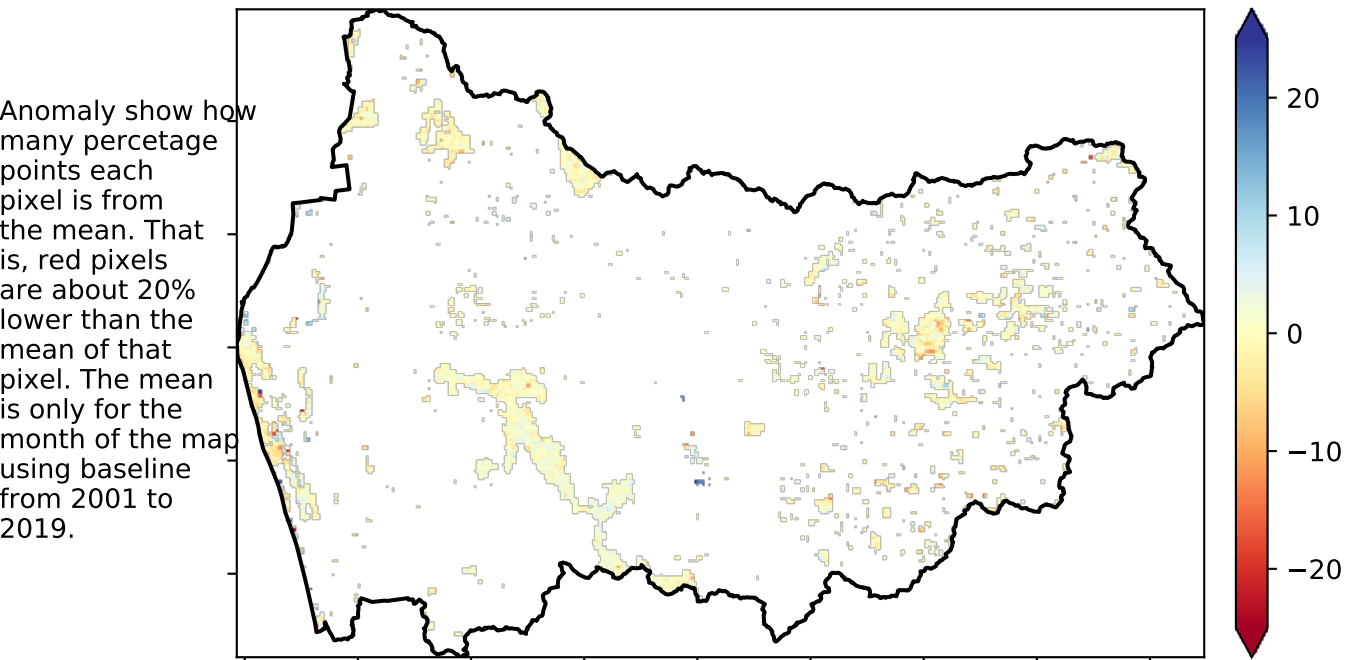 Anomaly show how
many percetage
points each
pixel is from
the mean. That
is, red pixels
are about 20%
lower than the
mean of that
pixel. The mean
is only for the
month of the map
using baseline
from 2001 to
2019.
20
10
0
−10
−20